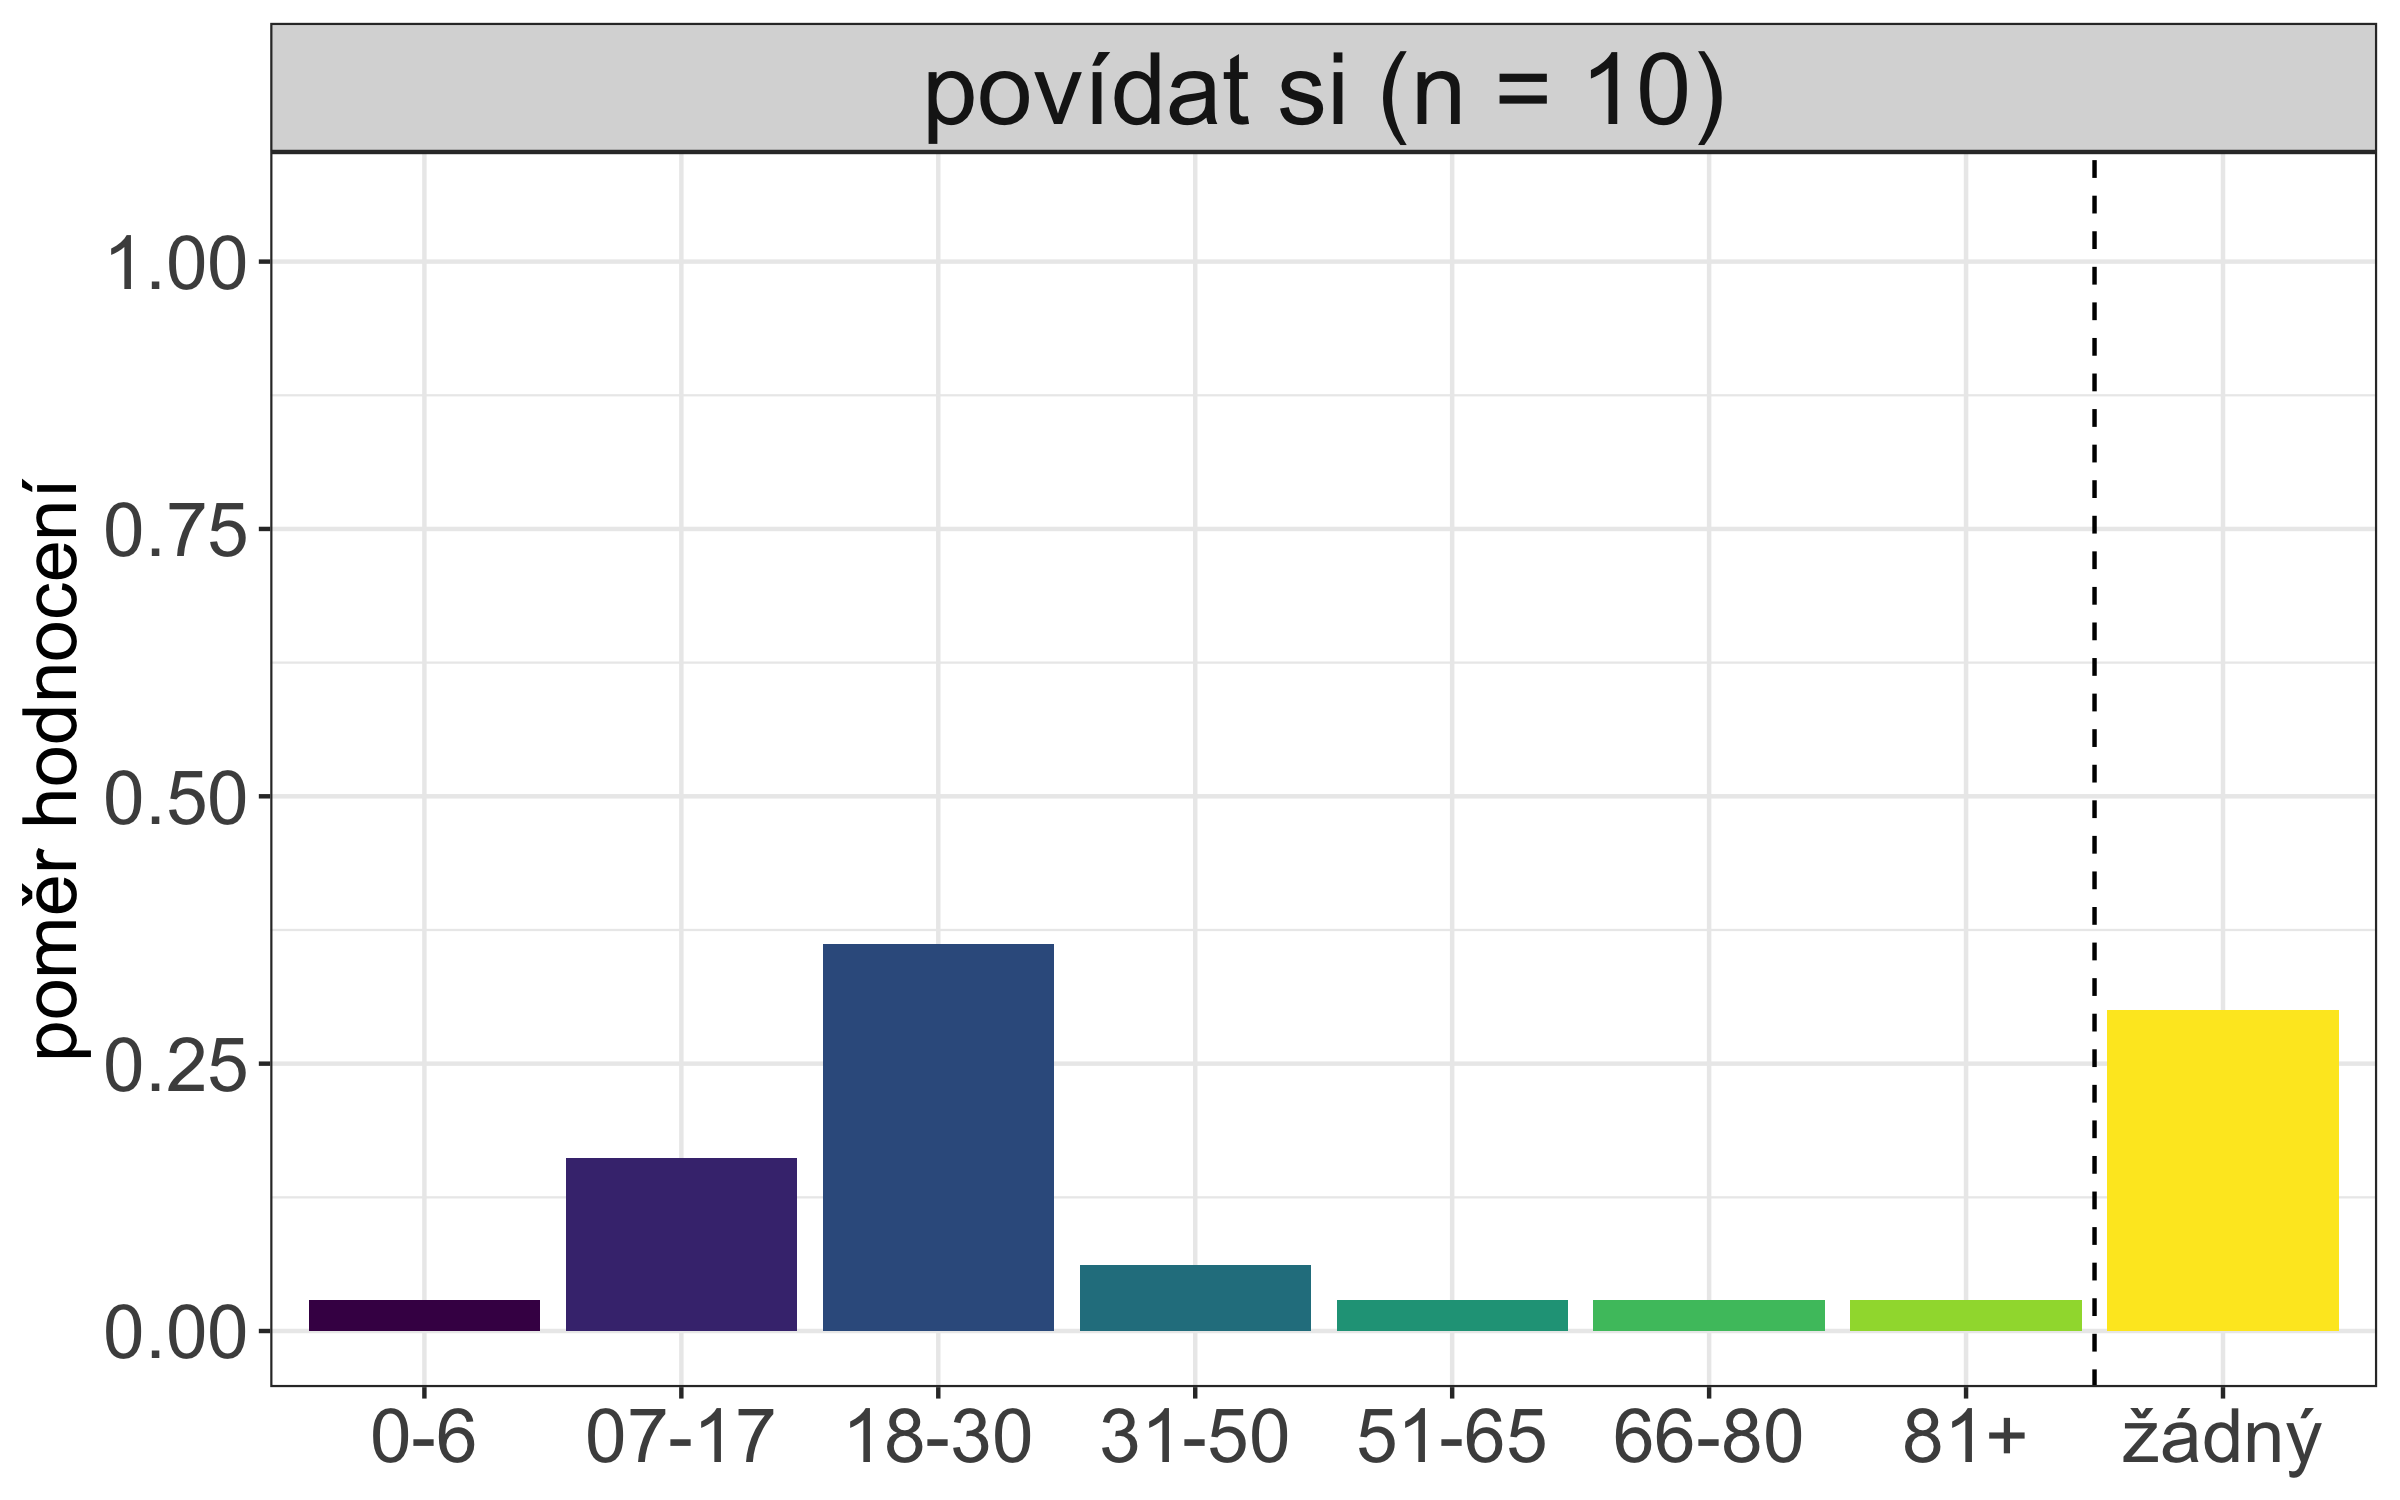 povídat si (n = 10)
poměr hodnocení
1.00
0.75
0.50
0.25
0.00
0-6 07-17 18-30 31-50 51-65 66-80 81+ žádný